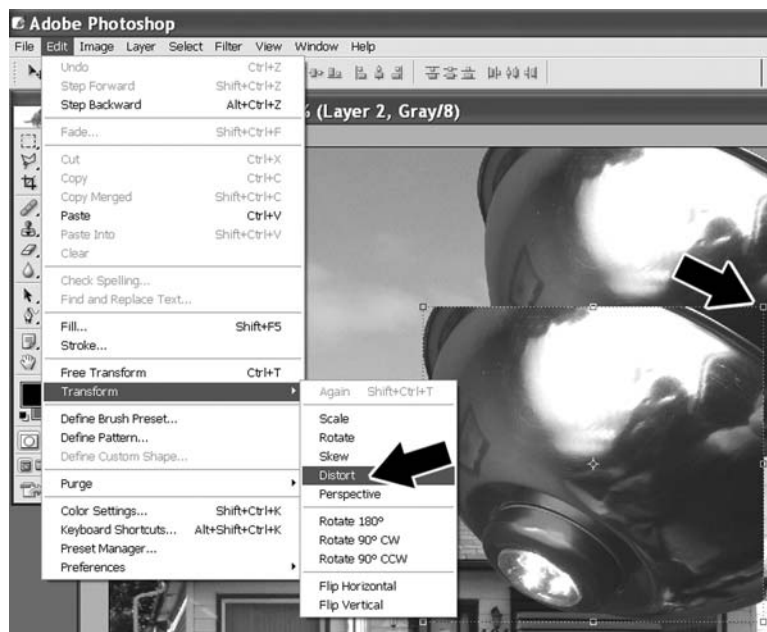 Adobe Photoshop
File Edit Image Layer Select Filter View Window Help
% (Layer 2, Gray/8)
Undo Ctrl+Z
Step Forward Shift+Ctrl+Z
Step Backward Alt+Ctrl+Z
Fade... Shift+Ctrl+F
Cut Ctrl+X
Copy Ctrl+C
Copy Merged Shift+Ctrl+C
Paste Ctrl+V
Paste Into Shift+Ctrl+V
Clear
Check Spelling...
Find and Replace Text...
Fill... Shift+F5
Stroke...
Free Transform Ctrl+T
Transform
Define Brush Preset...
Define Pattern...
Define Custom Shape...
Purge
Color Settings... Shift+Ctrl+K
Keyboard Shortcuts... Alt+Shift+Ctrl+K
Preset Manager...
Preferences
Again Shift+Ctrl+T
Scale
Rotate
Skew
Distort
Perspective
Rotate 180º
Rotate 90º CW
Rotate 90º CCW
Flip Horizontal
Flip Vertical